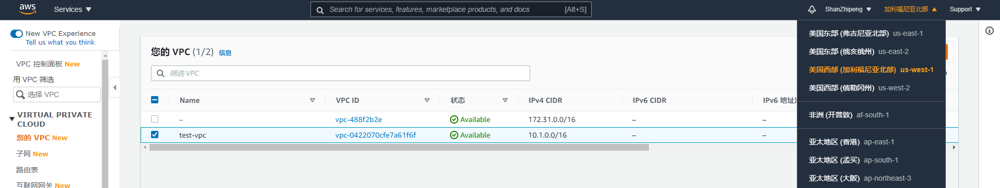 aws Services Search for services, features, marketplace products, and docs [Alt+S] ShanZhipeng 加利福尼亚北部 Support
New VPC Experience
Tell us what you think
VPC 控制面板 New
用 VPC 筛选
选择 VPC
VIRTUAL PRIVATE
CLOUD
您的 VPC New
子网 New
路由表
互联网网关 New
您的 VPC (1/2) 信息
筛选 VPC
Name VPC ID 状态 IPv4 CIDR IPv6 CIDR IPv6 地址
– vpc-488f2b2e Available 172.31.0.0/16 – –
test-vpc vpc-0422070cfe7a61f6f Available 10.1.0.0/16 – –
美国东部 (弗吉尼亚北部) us-east-1
美国东部 (俄亥俄州) us-east-2
美国西部 (加利福尼亚北部) us-west-1
美国西部 (俄勒冈州) us-west-2
非洲 (开普敦) af-south-1
亚太地区 (香港) ap-east-1
亚太地区 (孟买) ap-south-1
亚太地区 (大阪) ap-northeast-3